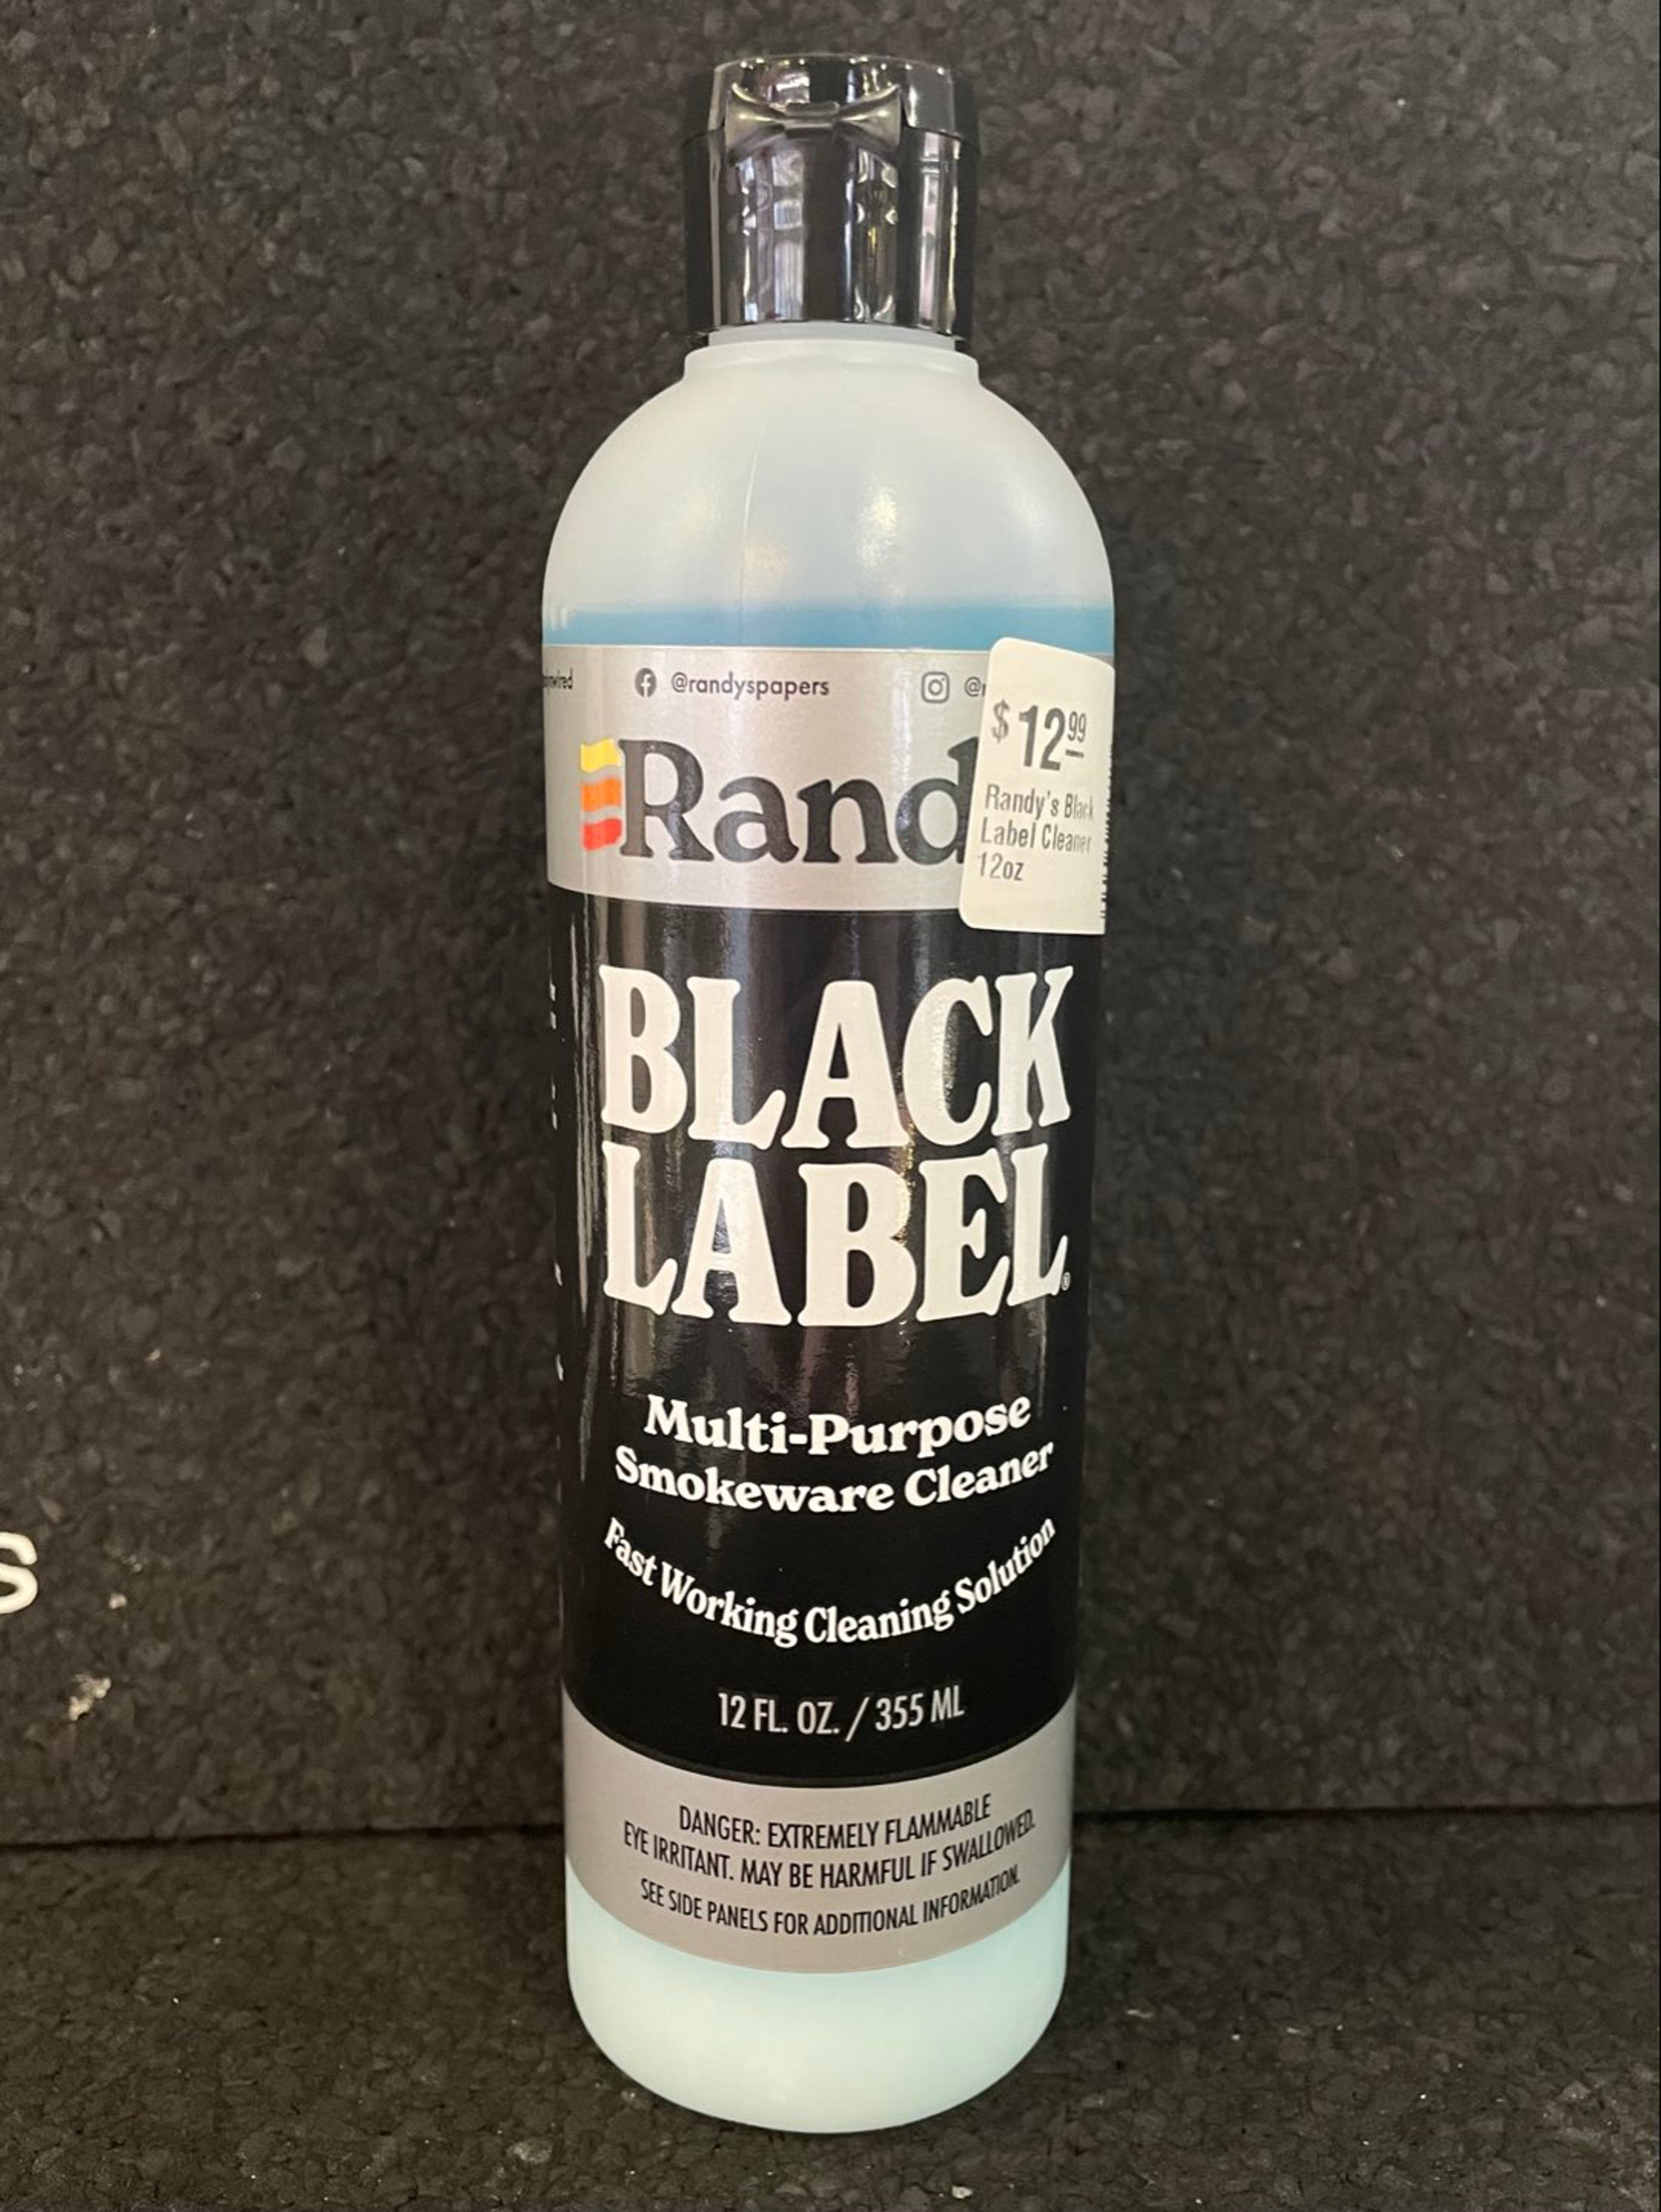 @randyspapers
Rand
$12.99
Randy's Black
Label Cleaner
12oz
BLACK
LABEL
Multi-Purpose
Smokeware Cleaner
Fast Working Cleaning Solution
12 FL. OZ. / 355 ML
DANGER: EXTREMELY FLAMMABLE
EYE IRRITANT. MAY BE HARMFUL IF SWALLOWED.
SEE SIDE PANELS FOR ADDITIONAL INFORMATION.
s